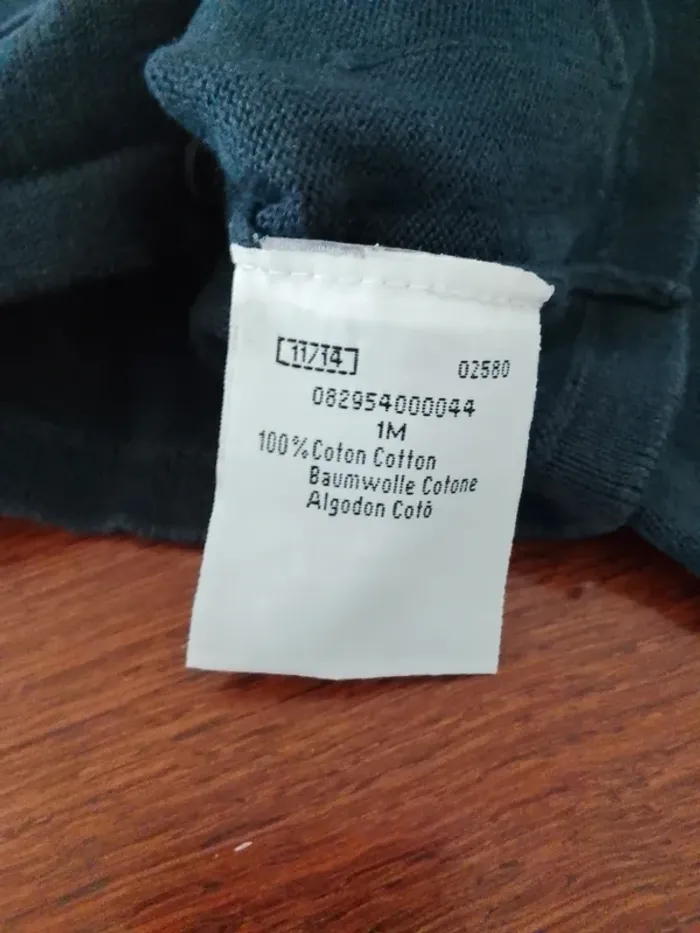 11/14 02580
082954000044
1M
100% Coton Cotton
Baumwolle Cotone
Algodon Cotó